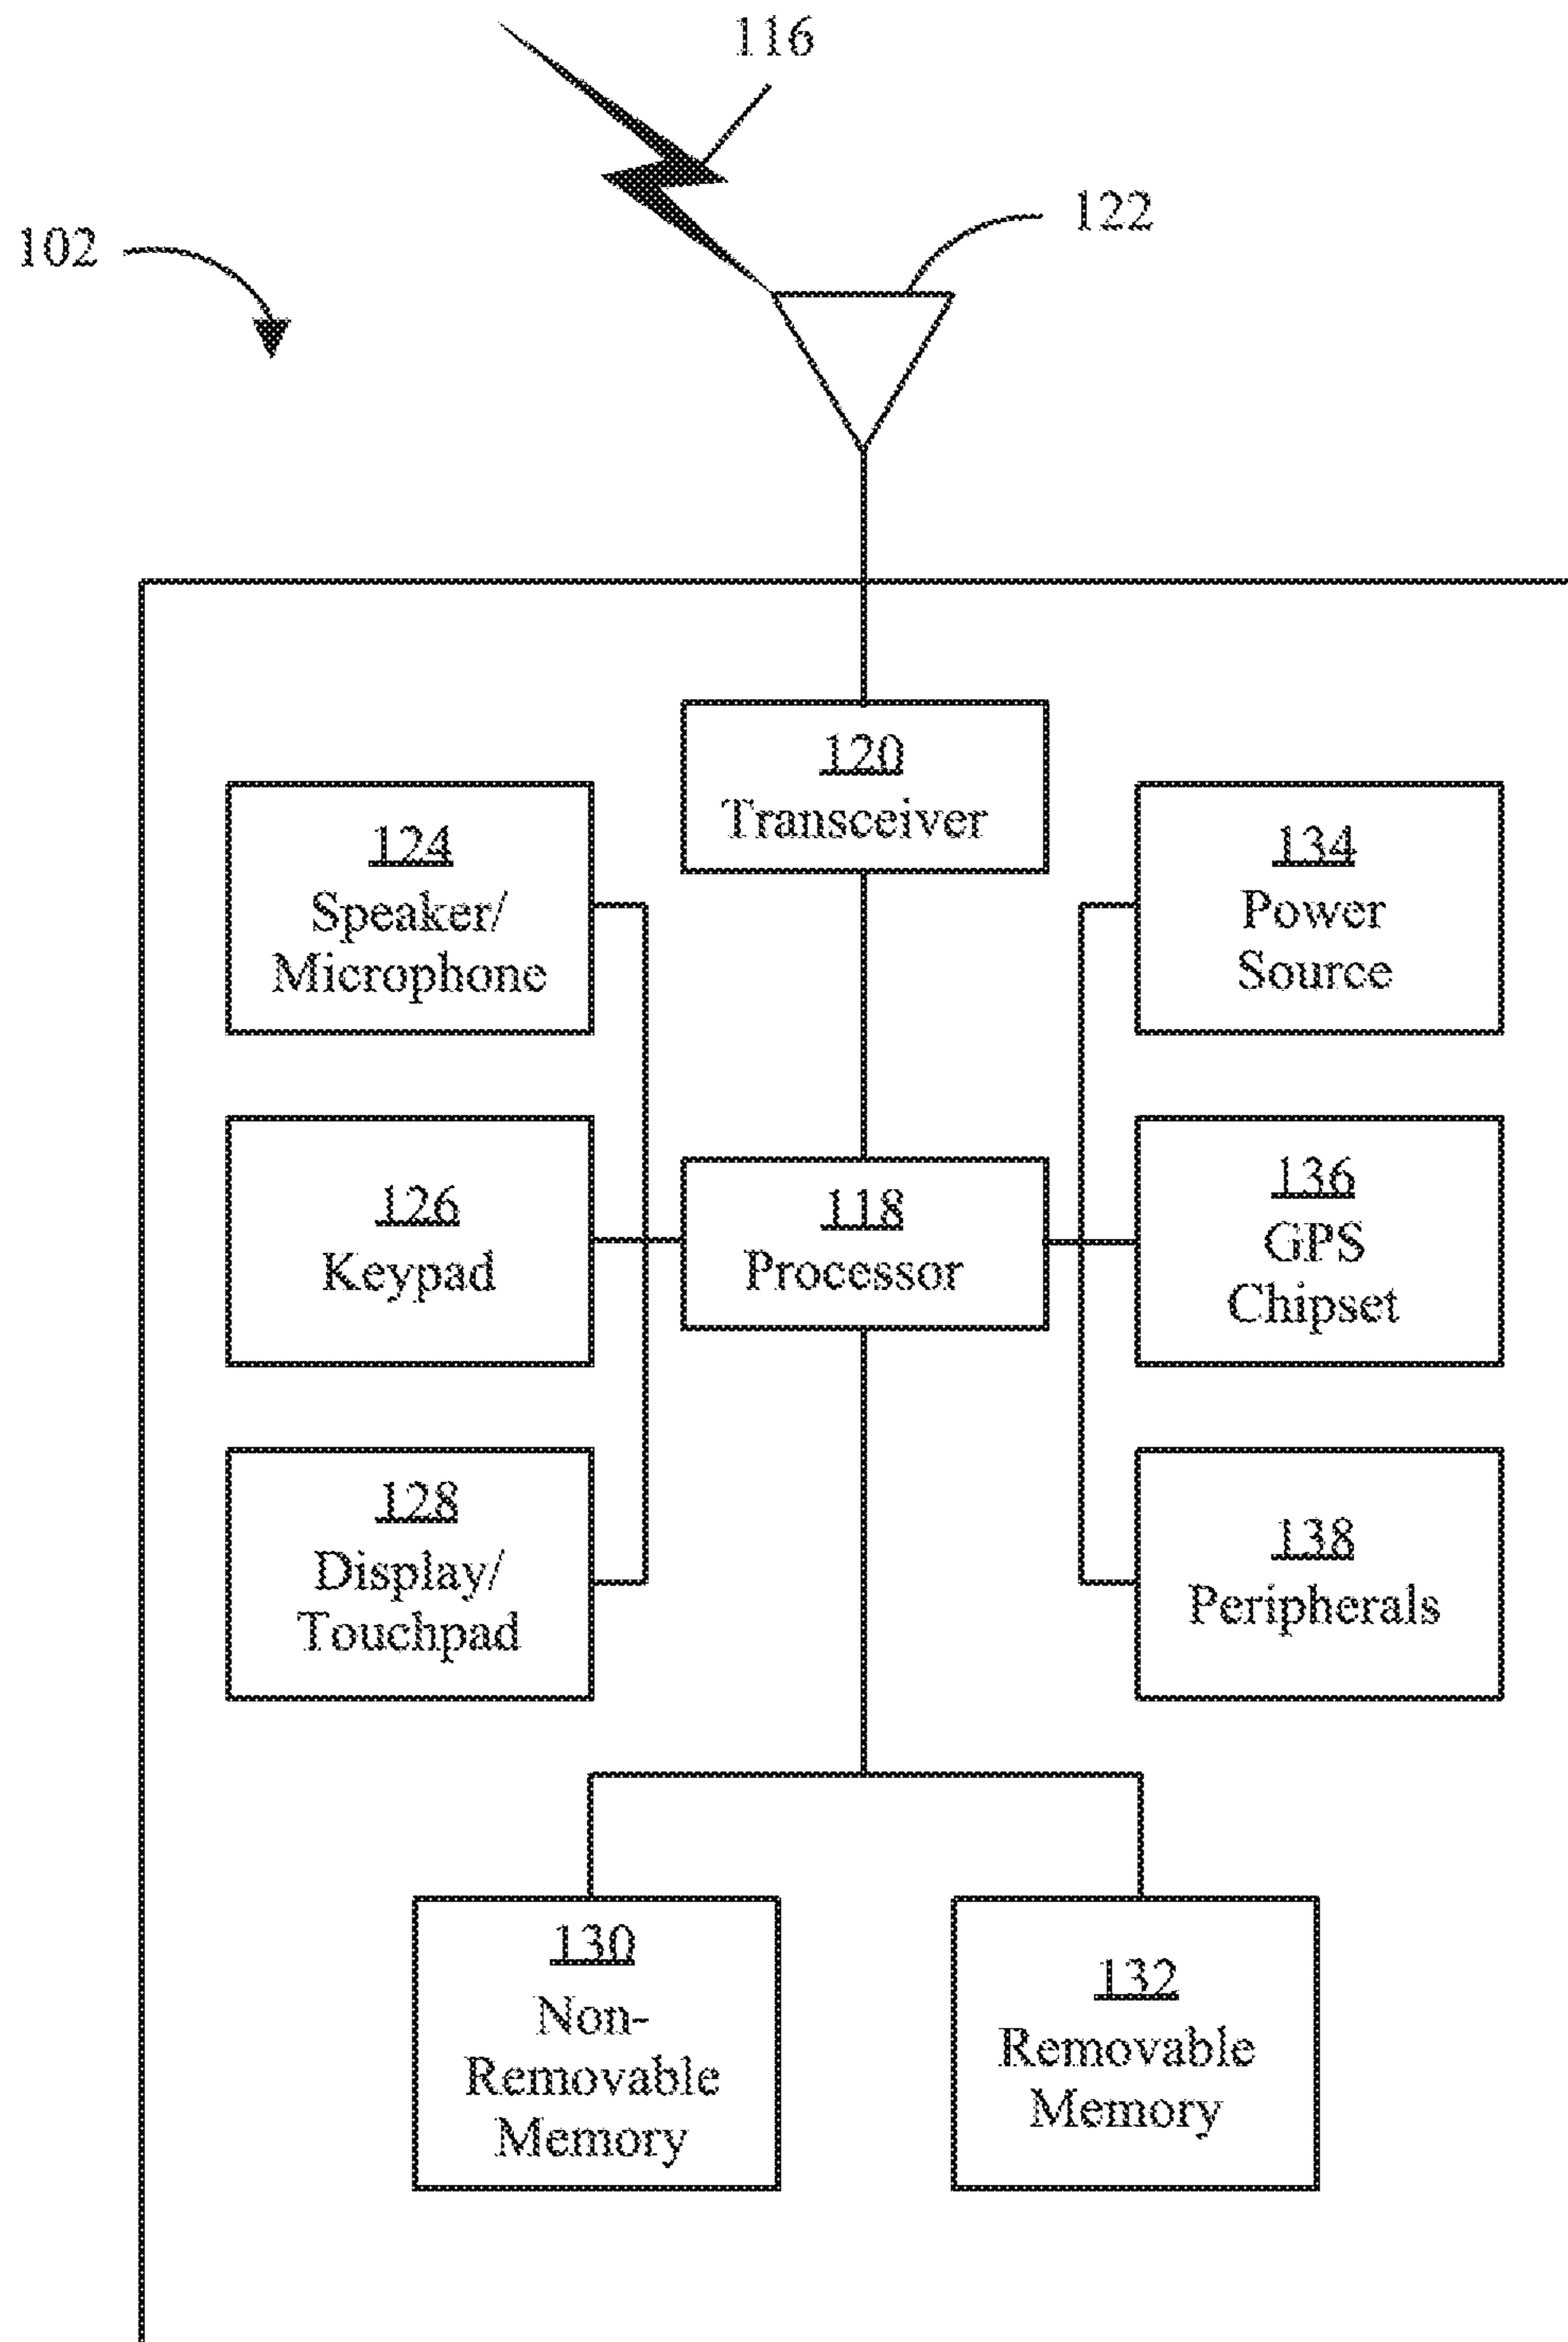 116
122
102
120
Transceiver
124
Speaker/
Microphone
134
Power
Source
126
Keypad
118
Processor
136
GPS
Chipset
128
Display/
Touchpad
138
Peripherals
130
Non-
Removable
Memory
132
Removable
Memory